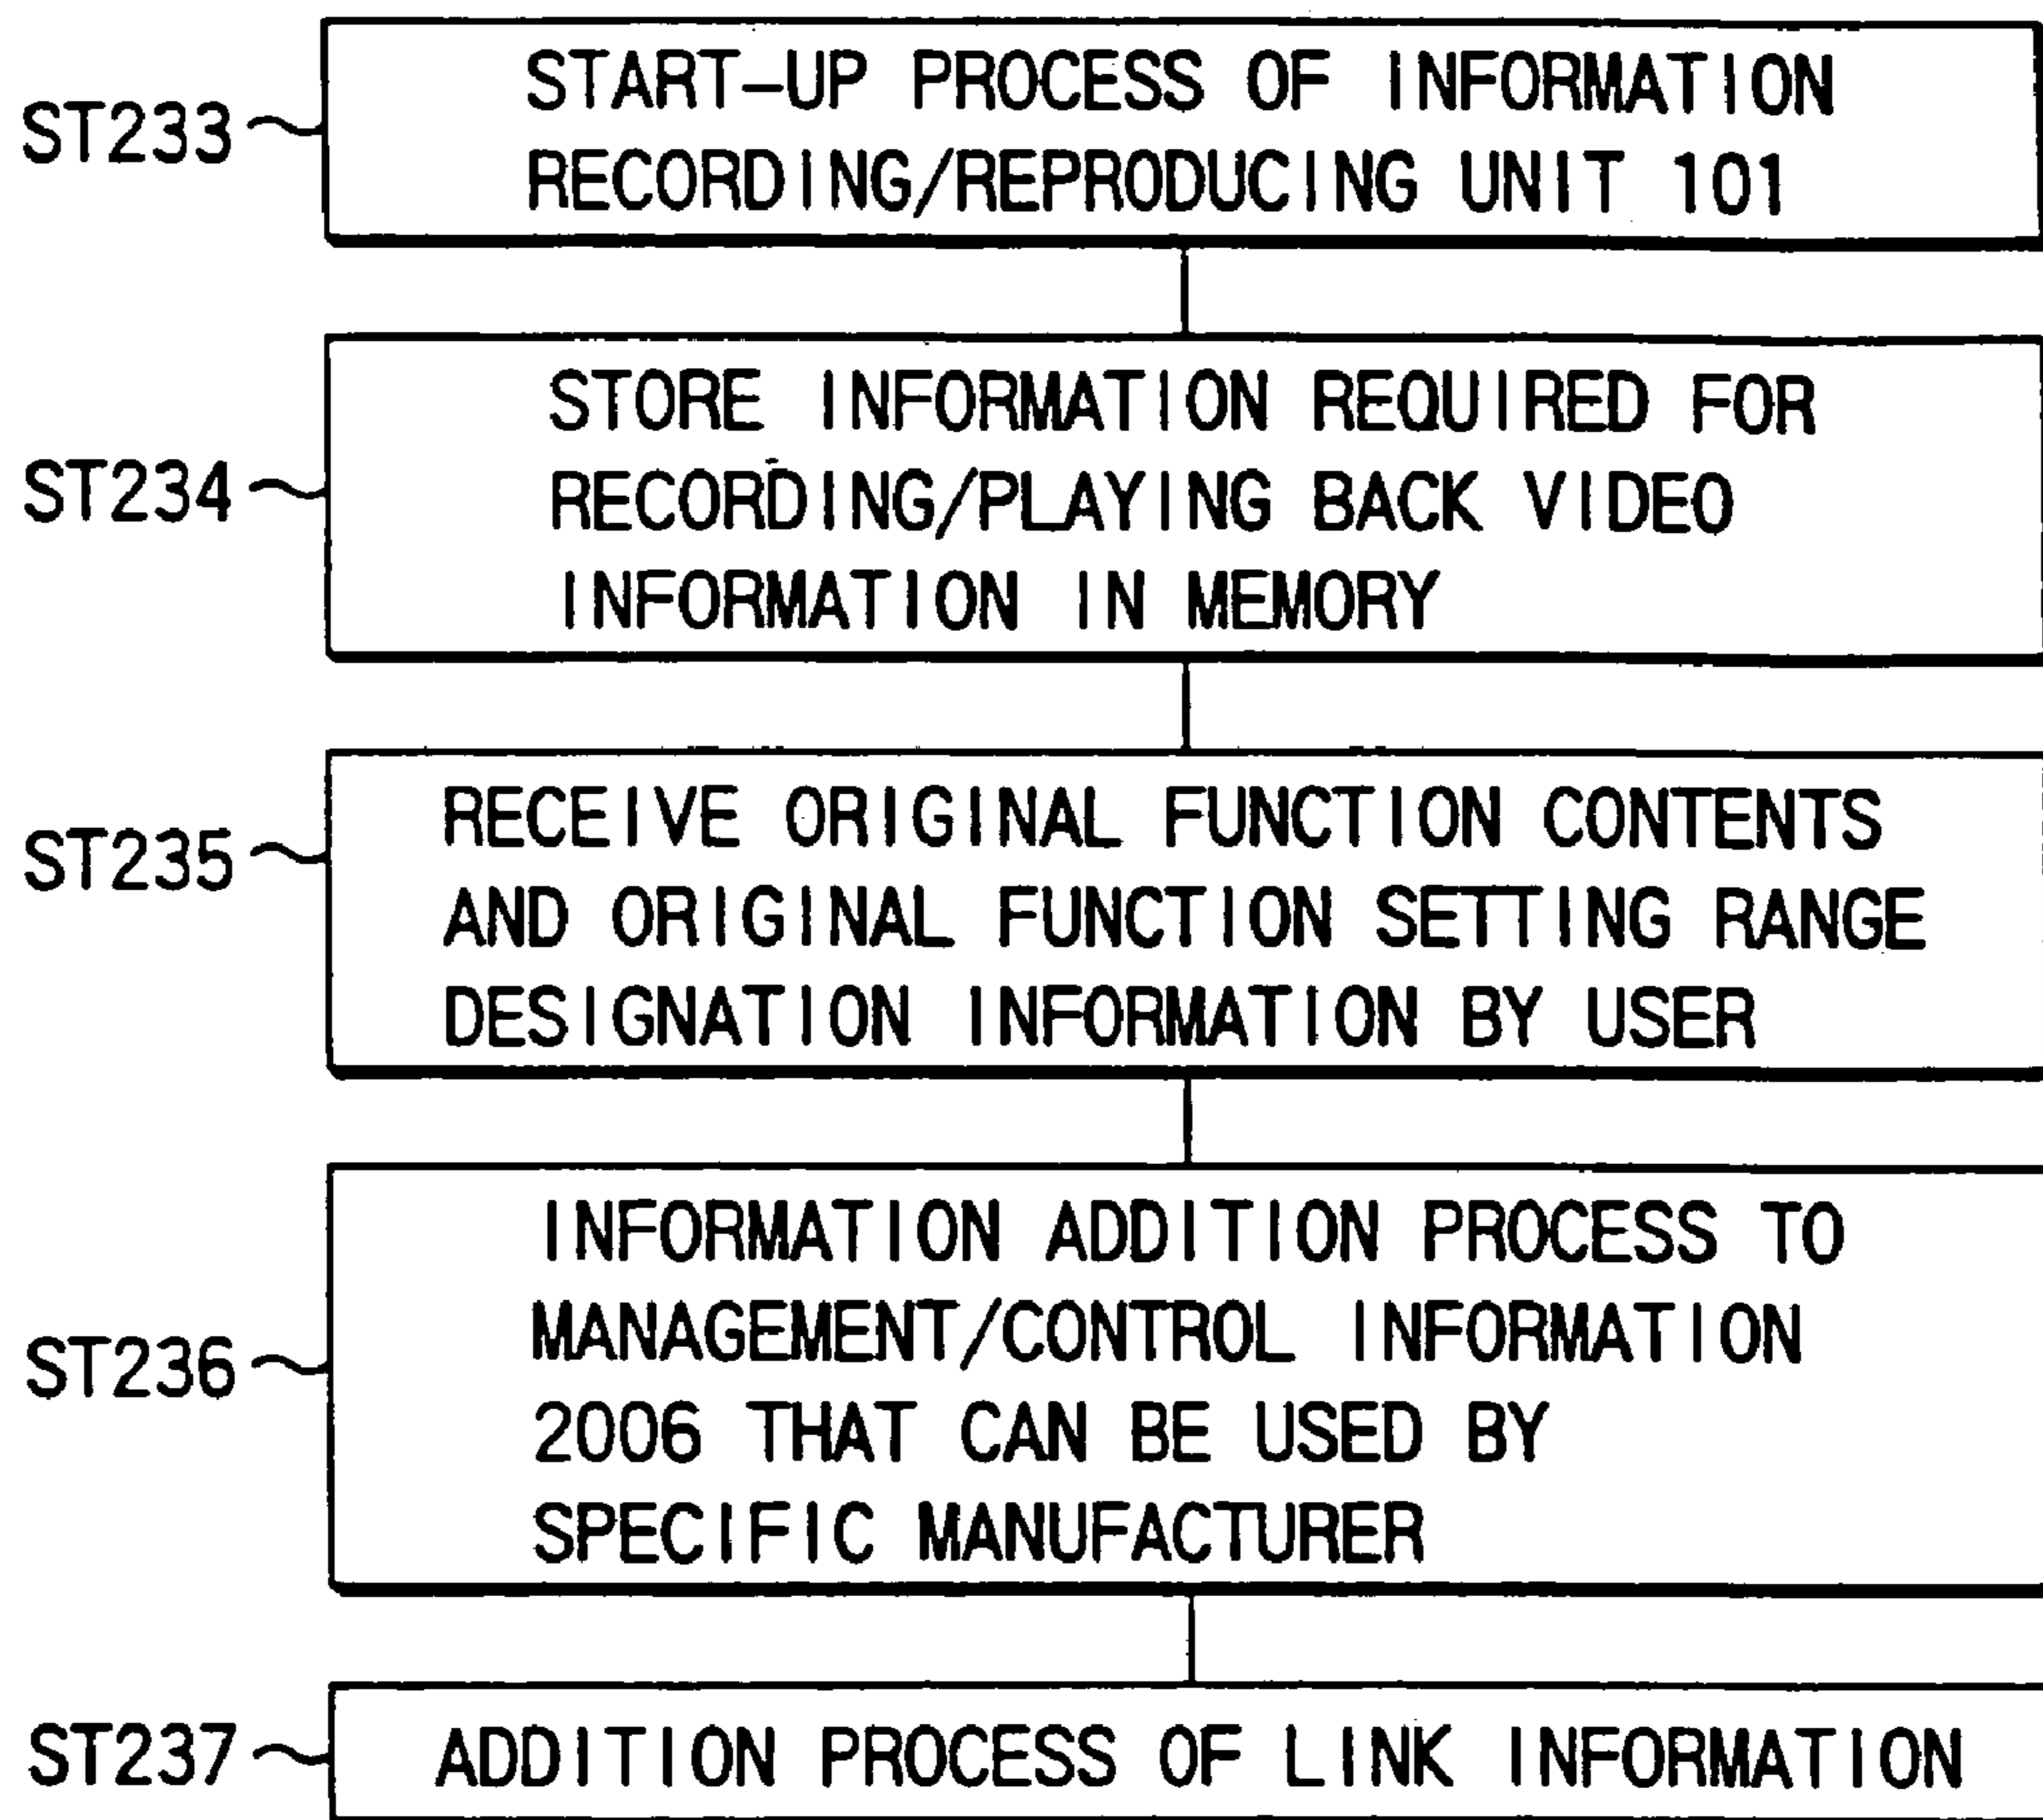 ST233
START-UP PROCESS OF INFORMATION
RECORDING/REPRODUCING UNIT 101
ST234
STORE INFORMATION REQUIRED FOR
RECORDING/PLAYING BACK VIDEO
INFORMATION IN MEMORY
ST235
RECEIVE ORIGINAL FUNCTION CONTENTS
AND ORIGINAL FUNCTION SETTING RANGE
DESIGNATION INFORMATION BY USER
ST236
INFORMATION ADDITION PROCESS TO
MANAGEMENT/CONTROL INFORMATION
2006 THAT CAN BE USED BY
SPECIFIC MANUFACTURER
ST237
ADDITION PROCESS OF LINK INFORMATION